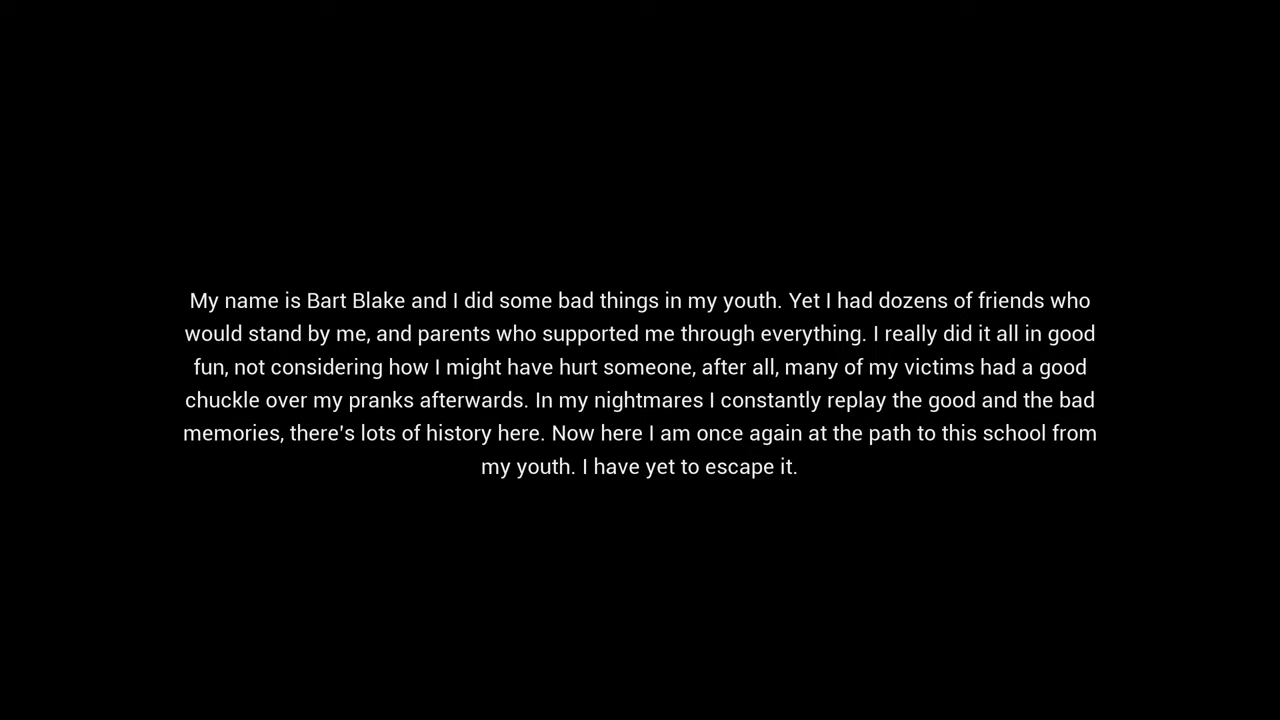 My name is Bart Blake and I did some bad things in my youth. Yet I had dozens of friends who
would stand by me, and parents who supported me through everything. I really did it all in good
fun, not considering how I might have hurt someone, after all, many of my victims had a good
chuckle over my pranks afterwards. In my nightmares I constantly replay the good and the bad
memories, there's lots of history here. Now here I am once again at the path to this school from
my youth. I have yet to escape it.